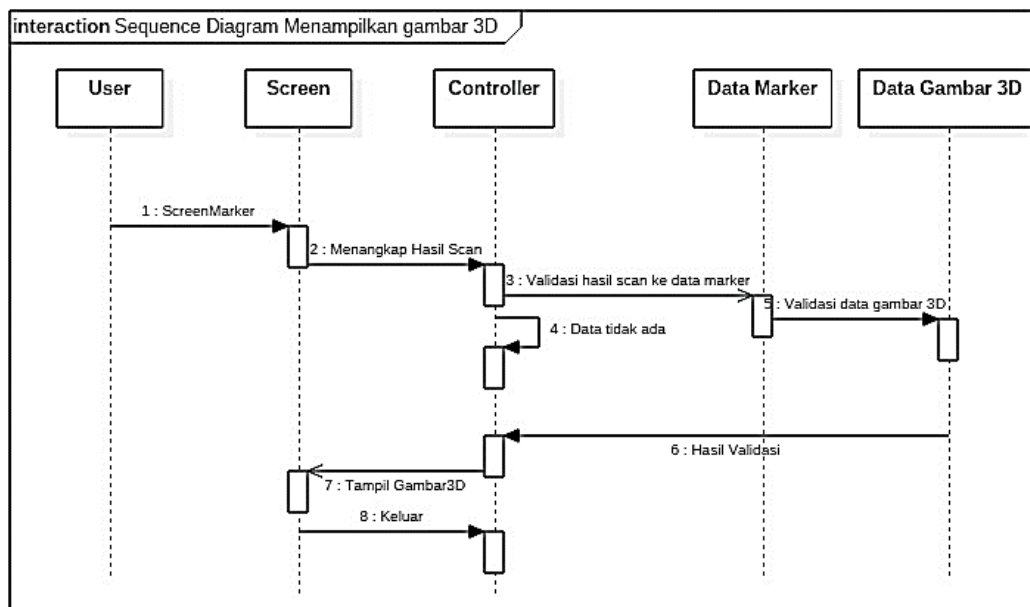 interaction Sequence Diagram Menampilkan gambar 3D
User
Screen
Controller
Data Marker
Data Gambar 3D
1 : ScreenMarker
2 : Menangkap Hasil Scan
3 : Validasi hasil scan ke data marker
5 : Validasi data gambar 3D
4 : Data tidak ada
6 : Hasil Validasi
7 : Tampil Gambar3D
8 : Keluar